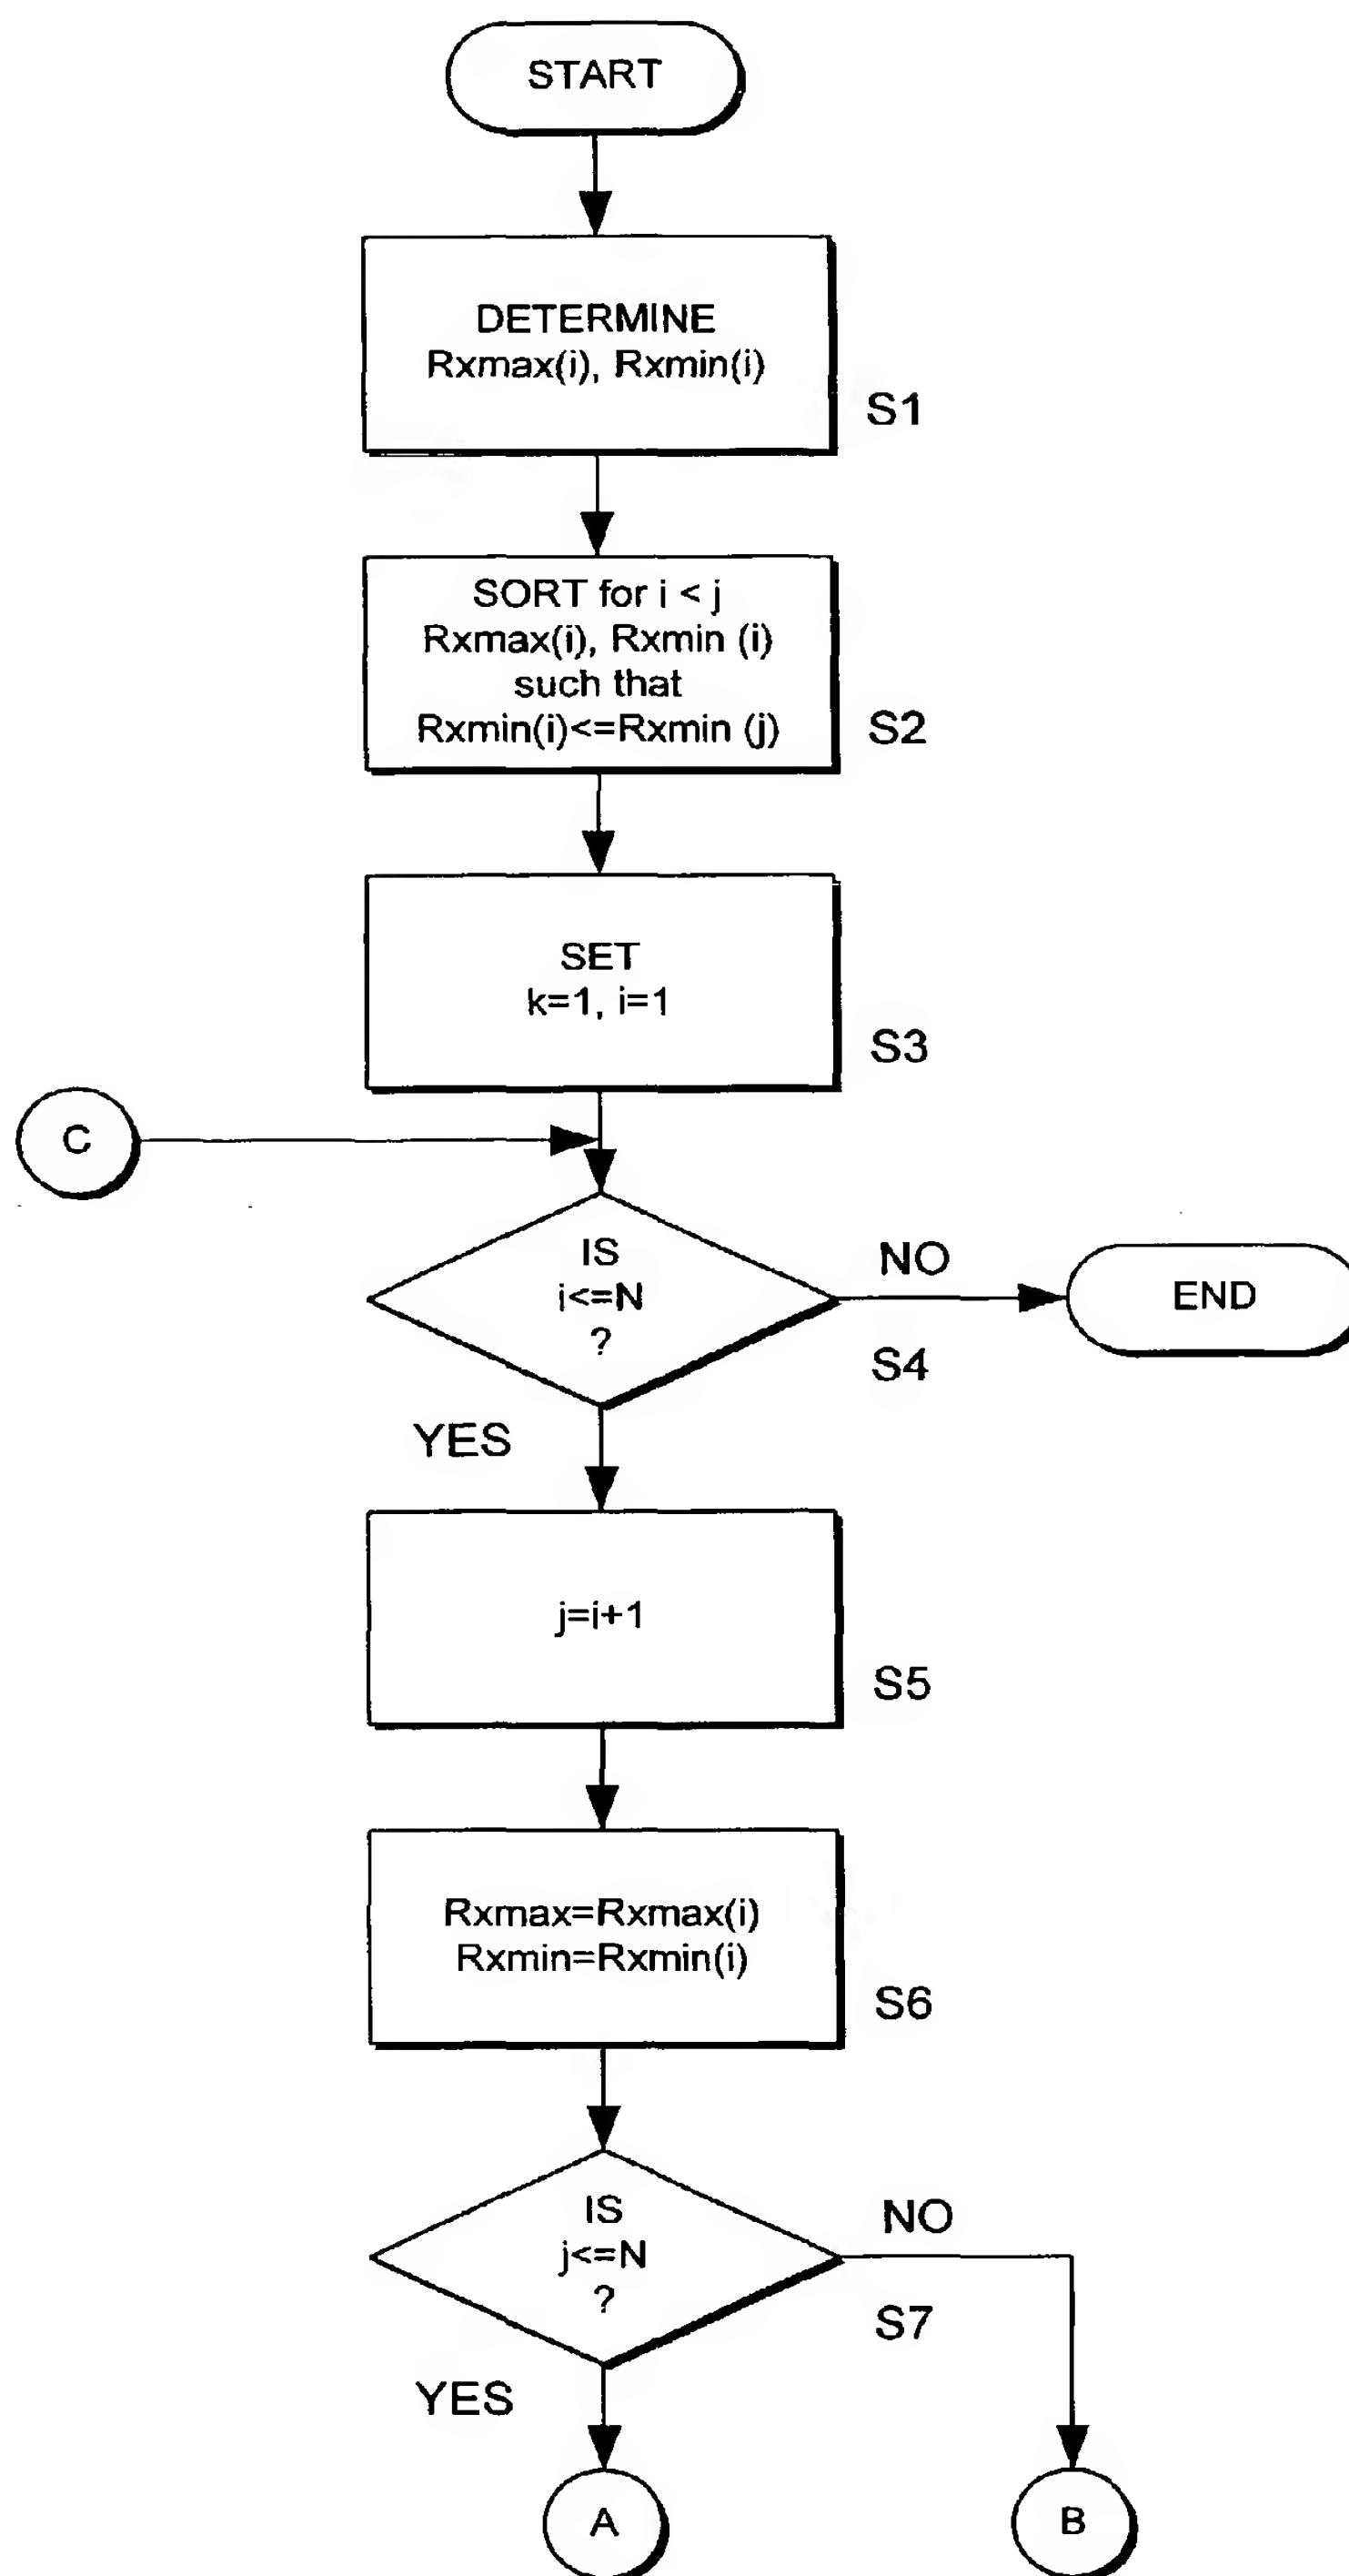 START
DETERMINE
Rxmax(i), Rxmin(i)
S1
SORT for i < j
Rxmax(i), Rxmin (i)
such that
Rxmin(i)<=Rxmin (j)
S2
SET
k=1, i=1
S3
C
IS
i<=N
?
NO
S4
END
YES
j=i+1
S5
Rxmax=Rxmax(i)
Rxmin=Rxmin(i)
S6
IS
j<=N
?
NO
S7
YES
A
B